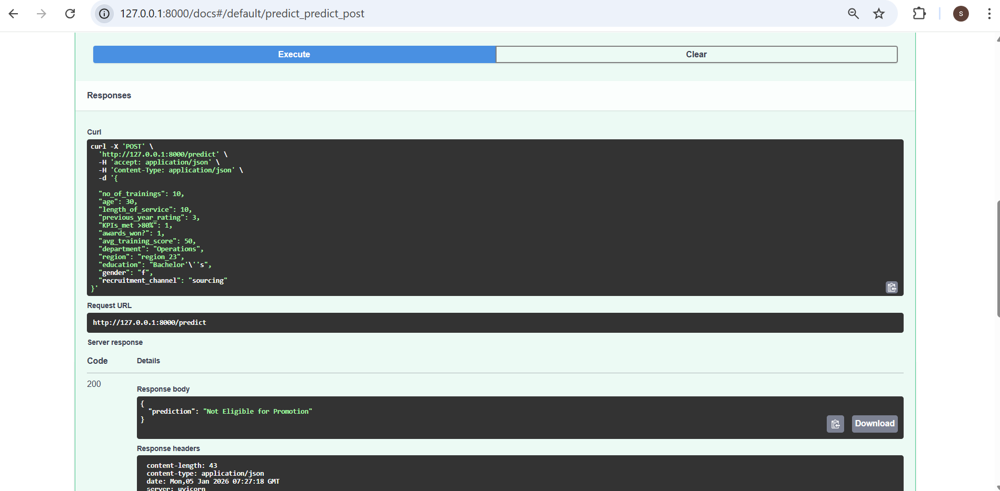 127.0.0.1:8000/docs#/default/predict_predict_post
S
Execute
Clear
Responses
Curl
curl -X 'POST' \
  'http://127.0.0.1:8000/predict' \
  -H 'accept: application/json' \
  -H 'Content-Type: application/json' \
  -d '{

  "no_of_trainings": 10,
  "age": 30,
  "length_of_service": 10,
  "previous_year_rating": 3,
  "KPIs_met >80%": 1,
  "awards_won?": 1,
  "avg_training_score": 50,
  "department": "Operations",
  "region": "region_23",
  "education": "Bachelor'\''s",
  "gender": "f",
  "recruitment_channel": "sourcing"
}'
Request URL
http://127.0.0.1:8000/predict
Server response
Code
Details
200
Response body
{
  "prediction": "Not Eligible for Promotion"
}
Download
Response headers
content-length: 43
content-type: application/json
date: Mon,05 Jan 2026 07:27:18 GMT
server: uvicorn